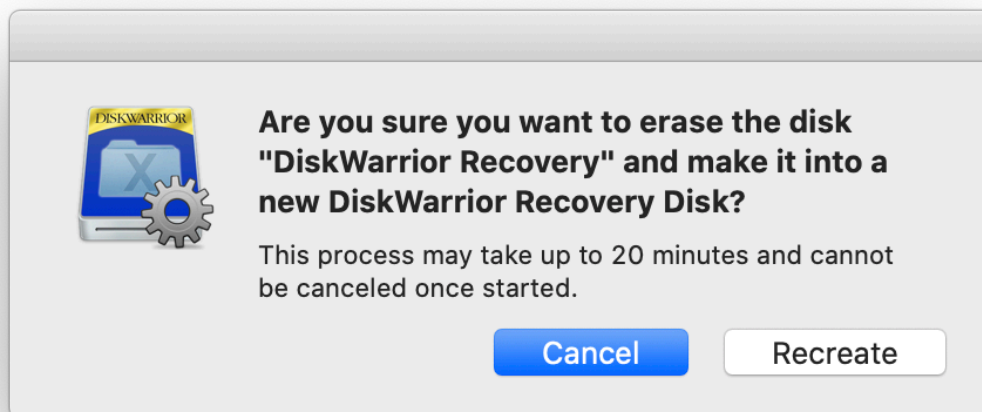 DISKWARRIOR
X
Are you sure you want to erase the disk
"DiskWarrior Recovery" and make it into a
new DiskWarrior Recovery Disk?
This process may take up to 20 minutes and cannot
be canceled once started.
Cancel Recreate